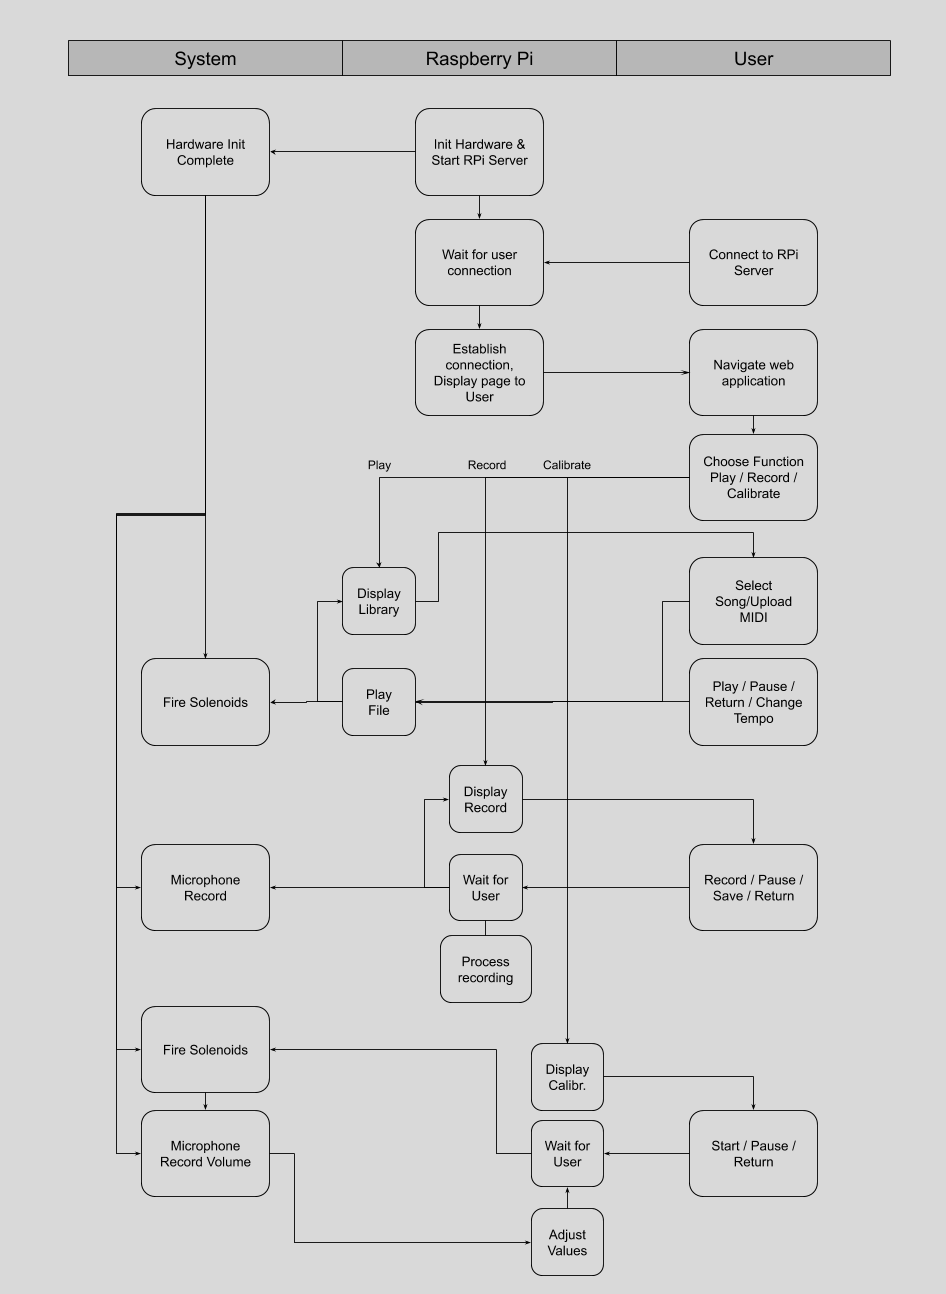 System
Raspberry Pi
User
Hardware Init
Complete
Init Hardware &
Start RPi Server
Wait for user
connection
Connect to RPi
Server
Establish
connection,
Display page to
User
Navigate web
application
Choose Function
Play / Record /
Calibrate
Play
Record
Calibrate
Display
Library
Select
Song/Upload
MIDI
Fire Solenoids
Play
File
Play / Pause /
Return / Change
Tempo
Display
Record
Microphone
Record
Wait for
User
Record / Pause /
Save / Return
Process
recording
Fire Solenoids
Display
Calibr.
Microphone
Record Volume
Wait for
User
Start / Pause /
Return
Adjust
Values